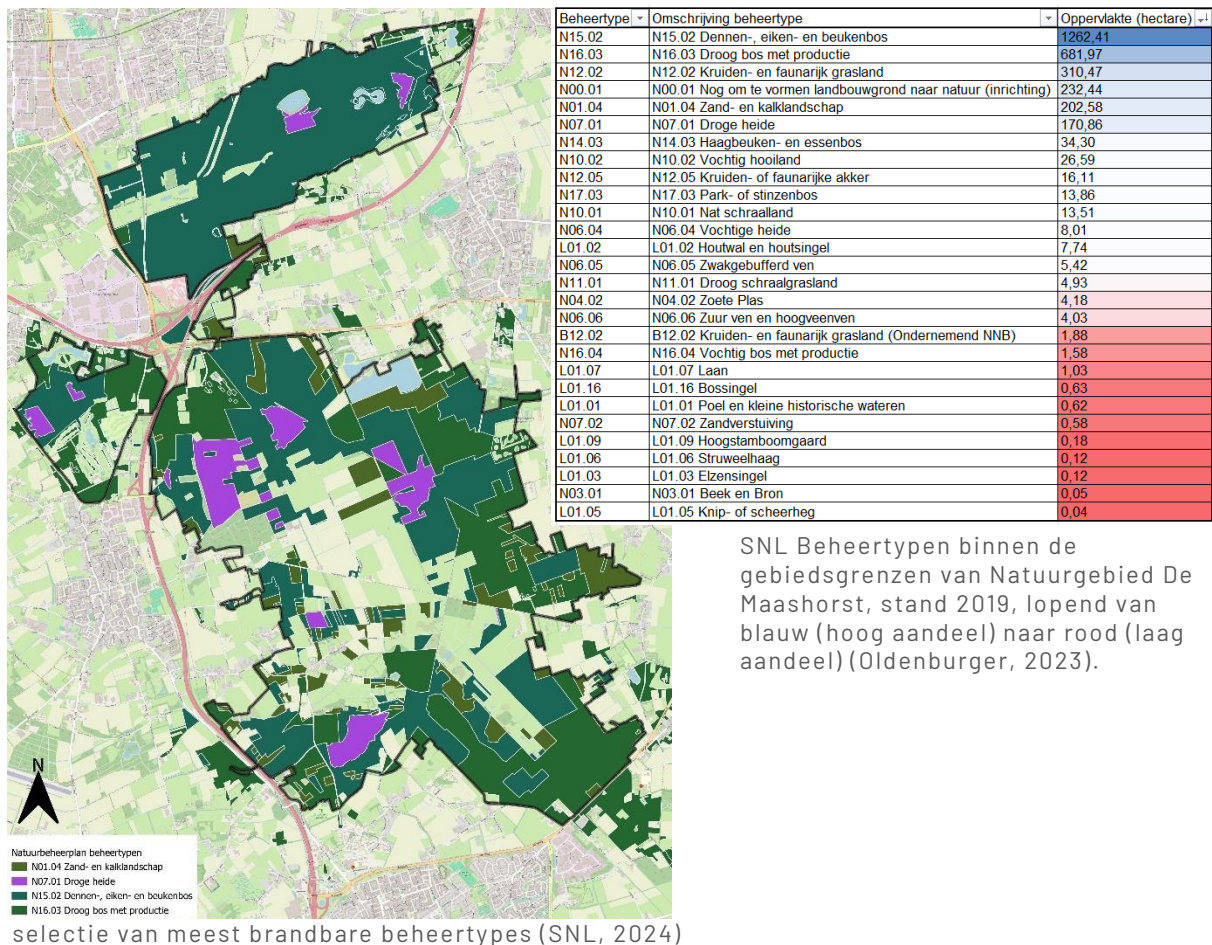 Beheertype Omschrijving beheertype Oppervlakte (hectare)
N15.02 N15.02 Dennen-, eiken- en beukenbos 1262,41
N16.03 N16.03 Droog bos met productie 681,97
N12.02 N12.02 Kruiden- en faunarijk grasland 310,47
N00.01 N00.01 Nog om te vormen landbouwgrond naar natuur (inrichting) 232,44
N01.04 N01.04 Zand- en kalklandschap 202,58
N07.01 N07.01 Droge heide 170,86
N14.03 N14.03 Haagbeuken- en essenbos 34,30
N10.02 N10.02 Vochtig hooiland 26,59
N12.05 N12.05 Kruiden- of faunarijke akker 16,11
N17.03 N17.03 Park- of stinzenbos 13,86
N10.01 N10.01 Nat schraalland 13,51
N06.04 N06.04 Vochtige heide 8,01
L01.02 L01.02 Houtwal en houtsingel 7,74
N06.05 N06.05 Zwakgebufferd ven 5,42
N11.01 N11.01 Droog schraalgrasland 4,93
N04.02 N04.02 Zoete Plas 4,18
N06.06 N06.06 Zuur ven en hoogveenven 4,03
B12.02 B12.02 Kruiden- en faunarijk grasland (Ondernemend NNB) 1,88
N16.04 N16.04 Vochtig bos met productie 1,58
L01.07 L01.07 Laan 1,03
L01.16 L01.16 Bossingel 0,63
L01.01 L01.01 Poel en kleine historische wateren 0,62
N07.02 N07.02 Zandverstuiving 0,58
L01.09 L01.09 Hoogstamboomgaard 0,18
L01.06 L01.06 Struweelhaag 0,12
L01.03 L01.03 Elzensingel 0,12
N03.01 N03.01 Beek en Bron 0,05
L01.05 L01.05 Knip- of scheerheg 0,04
SNL Beheertypen binnen de
gebiedsgrenzen van Natuurgebied De
Maashorst, stand 2019, lopend van
blauw (hoog aandeel) naar rood (laag
aandeel) (Oldenburger, 2023).
N
Natuurbeheerplan beheertypen
N01.04 Zand- en kalklandschap
N07.01 Droge heide
N15.02 Dennen-, eiken- en beukenbos
N16.03 Droog bos met productie
selectie van meest brandbare beheertypes (SNL, 2024)